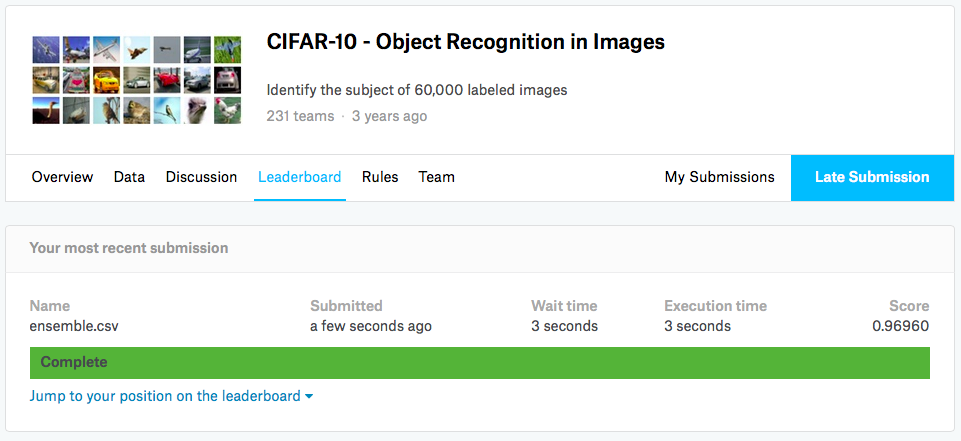 CIFAR-10 - Object Recognition in Images
Identify the subject of 60,000 labeled images
231 teams · 3 years ago
Overview Data Discussion Leaderboard Rules Team My Submissions Late Submission
Your most recent submission
Name Submitted Wait time Execution time Score
ensemble.csv a few seconds ago 3 seconds 3 seconds 0.96960
Complete
Jump to your position on the leaderboard